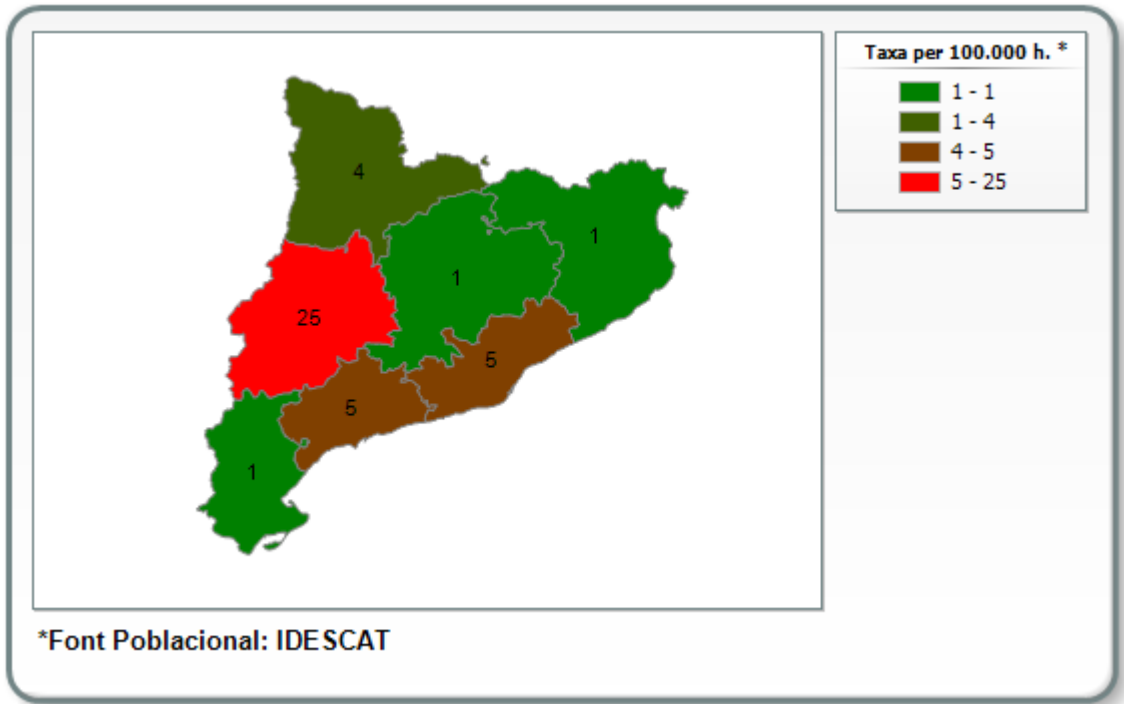 Taxa per 100.000 h. *
1 - 1
1 - 4
4 - 5
5 - 25
4
1
1
25
5
5
1
*Font Poblacional: IDESCAT